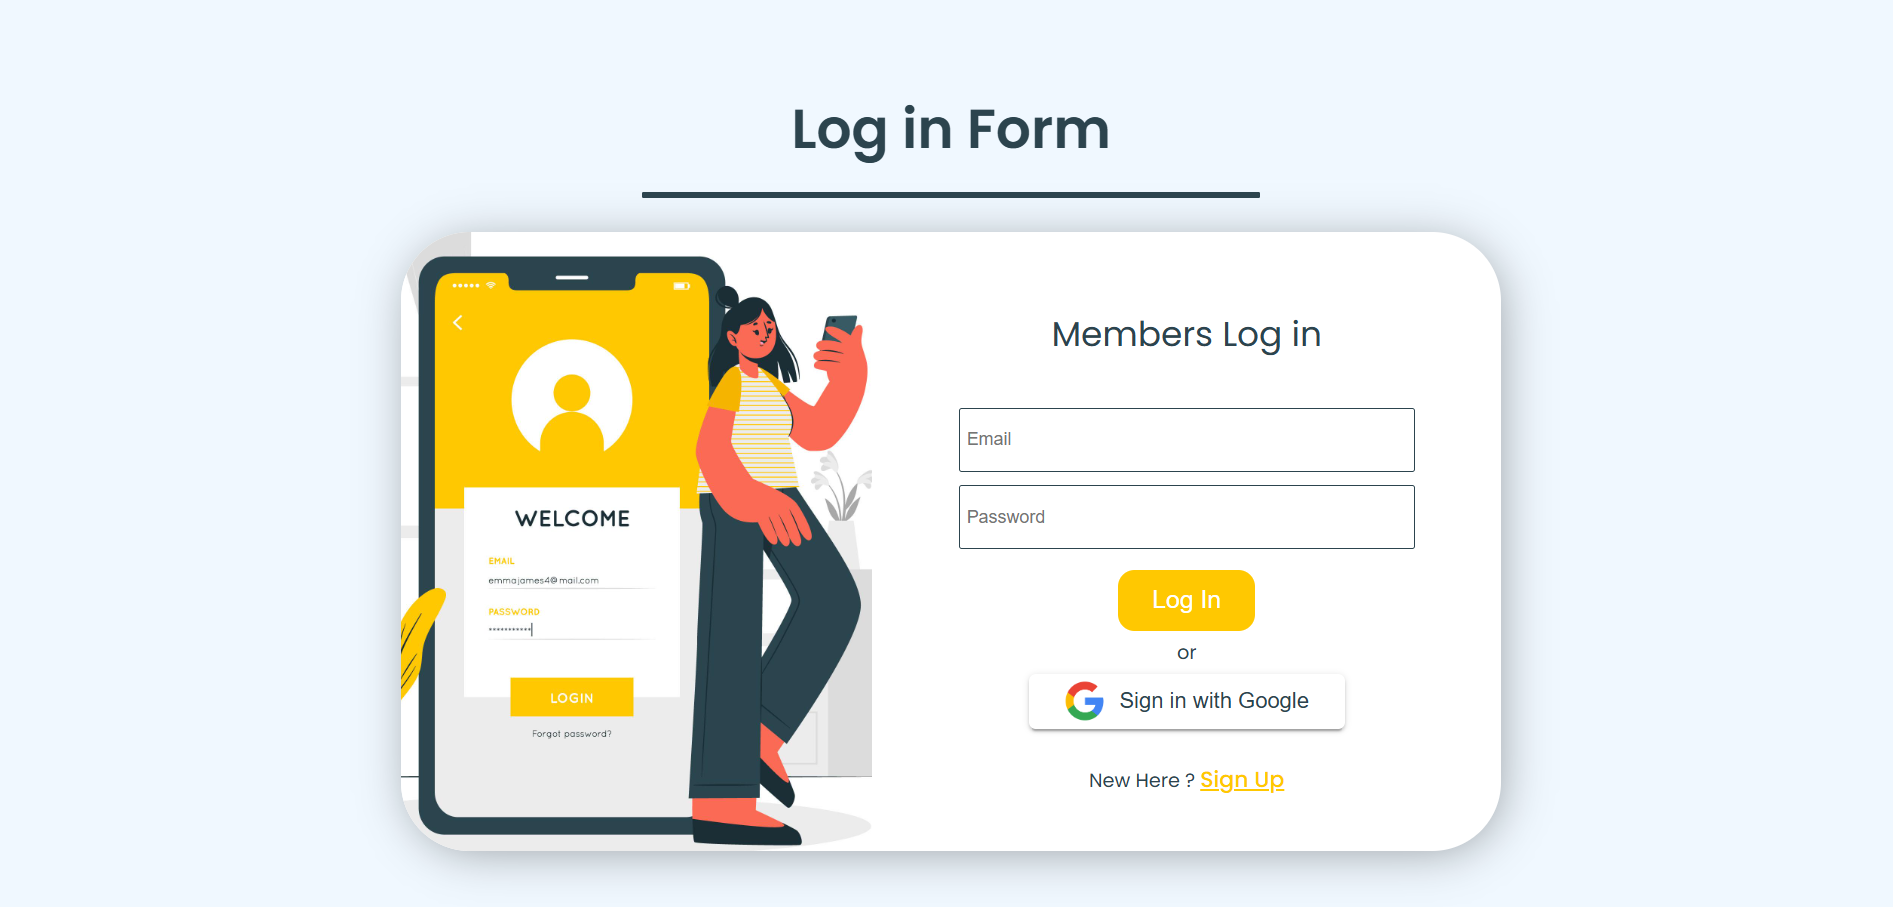 Log in Form
WELCOME
EMAIL
emmajames4@mail.com
PASSWORD
***********
LOGIN
Forgot password?
Members Log in
Email
Password
Log In
or
Sign in with Google
New Here ? Sign Up